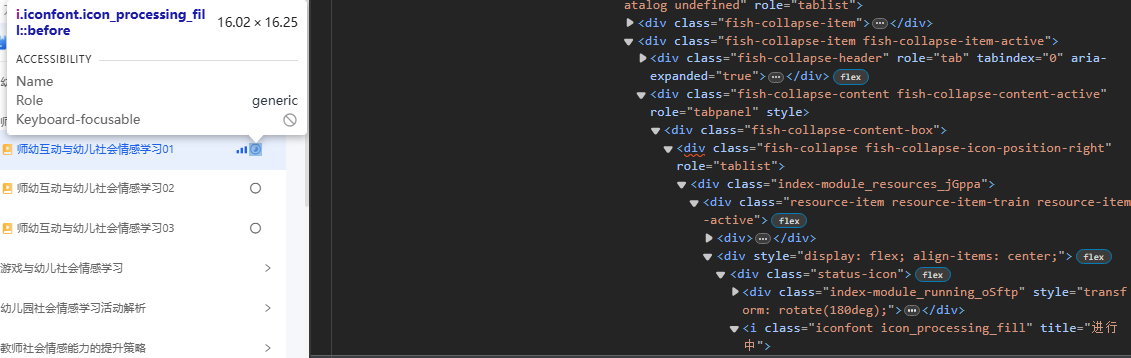 i.iconfont.icon_processing_fil
l::before
16.02 × 16.25
ACCESSIBILITY
Name
Role
generic
Keyboard-focusable
师幼互动与幼儿社会情感学习01
师幼互动与幼儿社会情感学习02
师幼互动与幼儿社会情感学习03
游戏与幼儿社会情感学习
幼儿园社会情感学习活动解析
教师社会情感能力的提升策略
atalog undefined" role="tablist">
<div class="fish-collapse-item">…</div>
<div class="fish-collapse-item fish-collapse-item-active">
<div class="fish-collapse-header" role="tab" tabindex="0" aria-
expanded="true">…</div> flex
<div class="fish-collapse-content fish-collapse-content-active"
role="tabpanel" style>
<div class="fish-collapse-content-box">
<div class="fish-collapse fish-collapse-icon-position-right"
role="tablist">
<div class="index-module_resources_jGppa">
<div class="resource-item resource-item-train resource-item
-active"> flex
<div>…</div>
<div style="display: flex; align-items: center;"> flex
<div class="status-icon"> flex
<div class="index-module_running_oSftp" style="transf
orm: rotate(180deg);">…</div>
<i class="iconfont icon_processing_fill" title="进行
中">